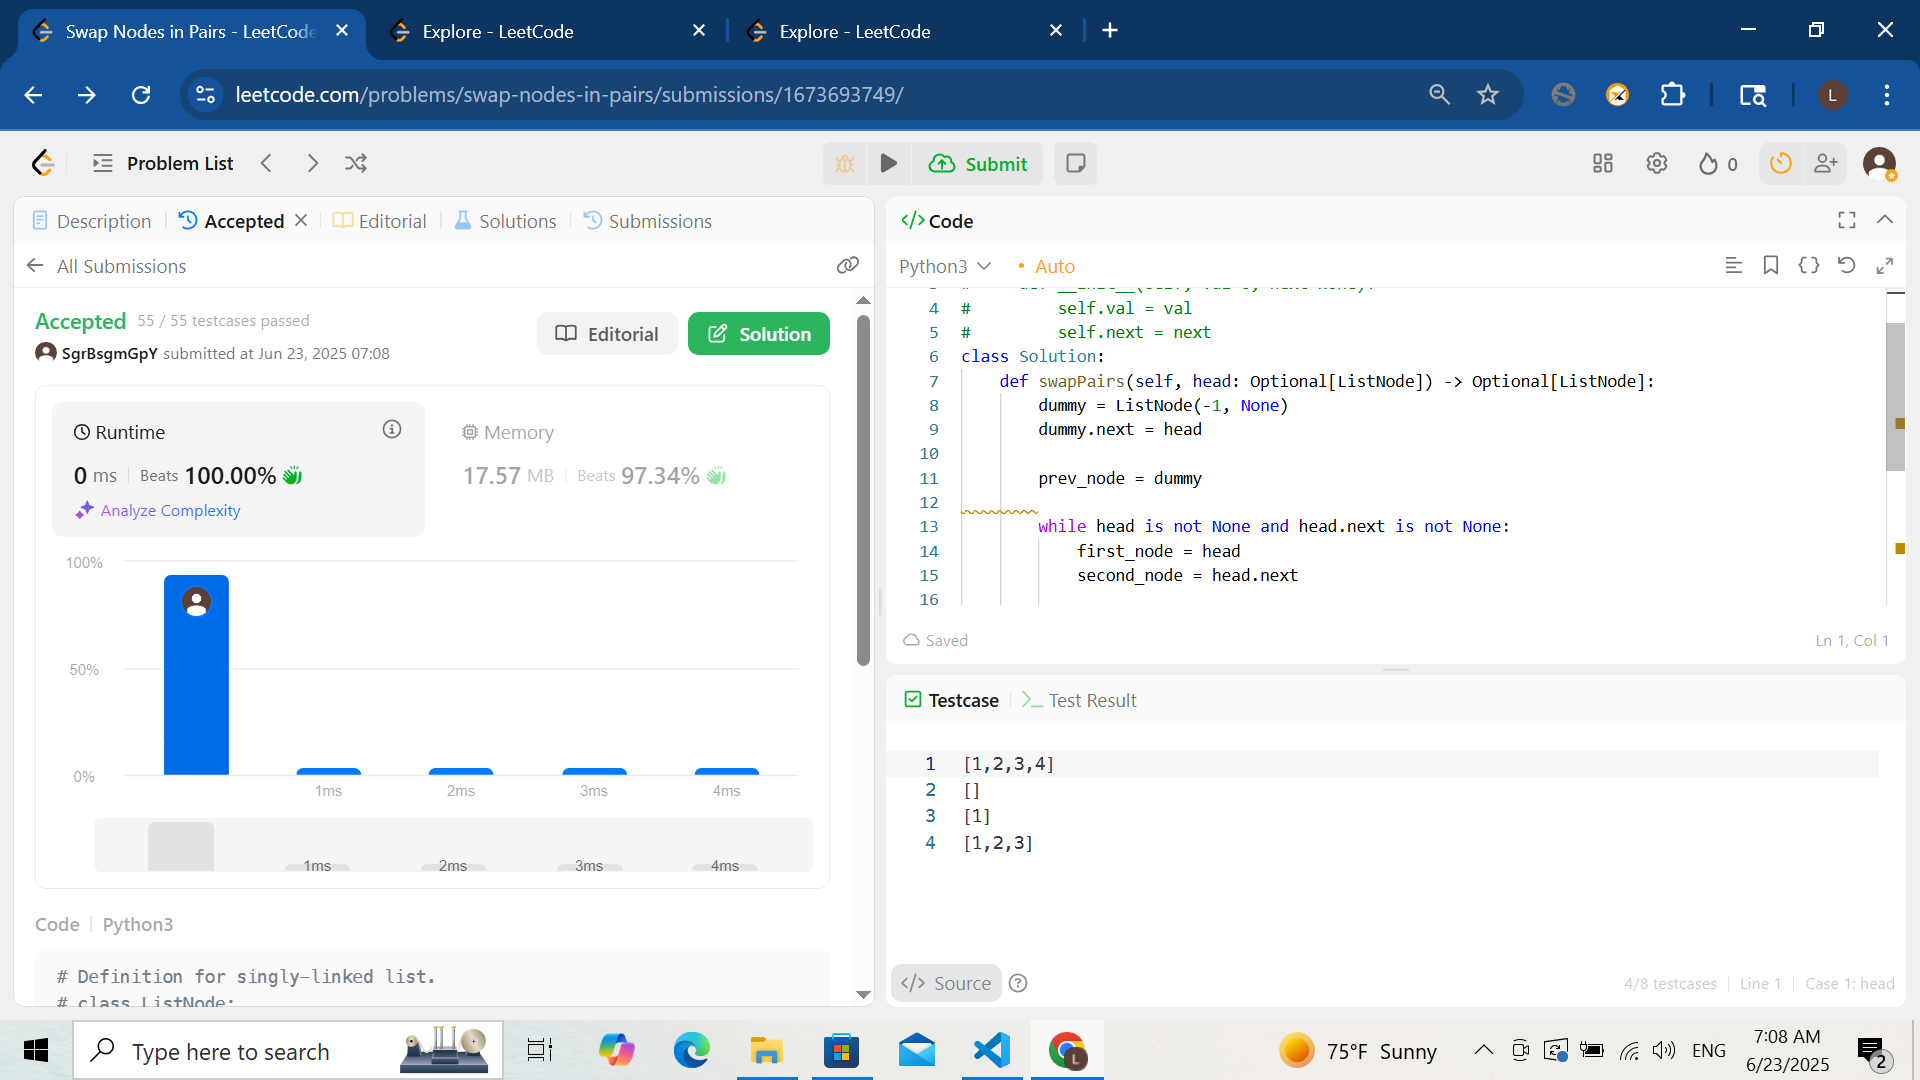 Swap Nodes in Pairs - LeetCode
Explore - LeetCode
Explore - LeetCode
leetcode.com/problems/swap-nodes-in-pairs/submissions/1673693749/
L
Problem List
Submit
0
Description
Accepted
Editorial
Solutions
Submissions
All Submissions
Accepted 55 / 55 testcases passed
SgrBsgmGpY submitted at Jun 23, 2025 07:08
Editorial
Solution
Runtime
0 ms Beats 100.00%
Analyze Complexity
Memory
17.57 MB Beats 97.34%
100%
50%
0%
1ms 2ms 3ms 4ms
1ms 2ms 3ms 4ms
Code | Python3
# Definition for singly-linked list.
# class ListNode:
</> Code
Python3
• Auto
3 # def __init__(self, val=0, next=None):
4 # self.val = val
5 # self.next = next
6 class Solution:
7 def swapPairs(self, head: Optional[ListNode]) -> Optional[ListNode]:
8 dummy = ListNode(-1, None)
9 dummy.next = head
10
11 prev_node = dummy
12
13 while head is not None and head.next is not None:
14 first_node = head
15 second_node = head.next
16
Saved
Ln 1, Col 1
Testcase
Test Result
1 [1,2,3,4]
2 []
3 [1]
4 [1,2,3]
</> Source
4/8 testcases
Line 1
Case 1: head
Type here to search
L
75°F Sunny
ENG
7:08 AM
6/23/2025
2